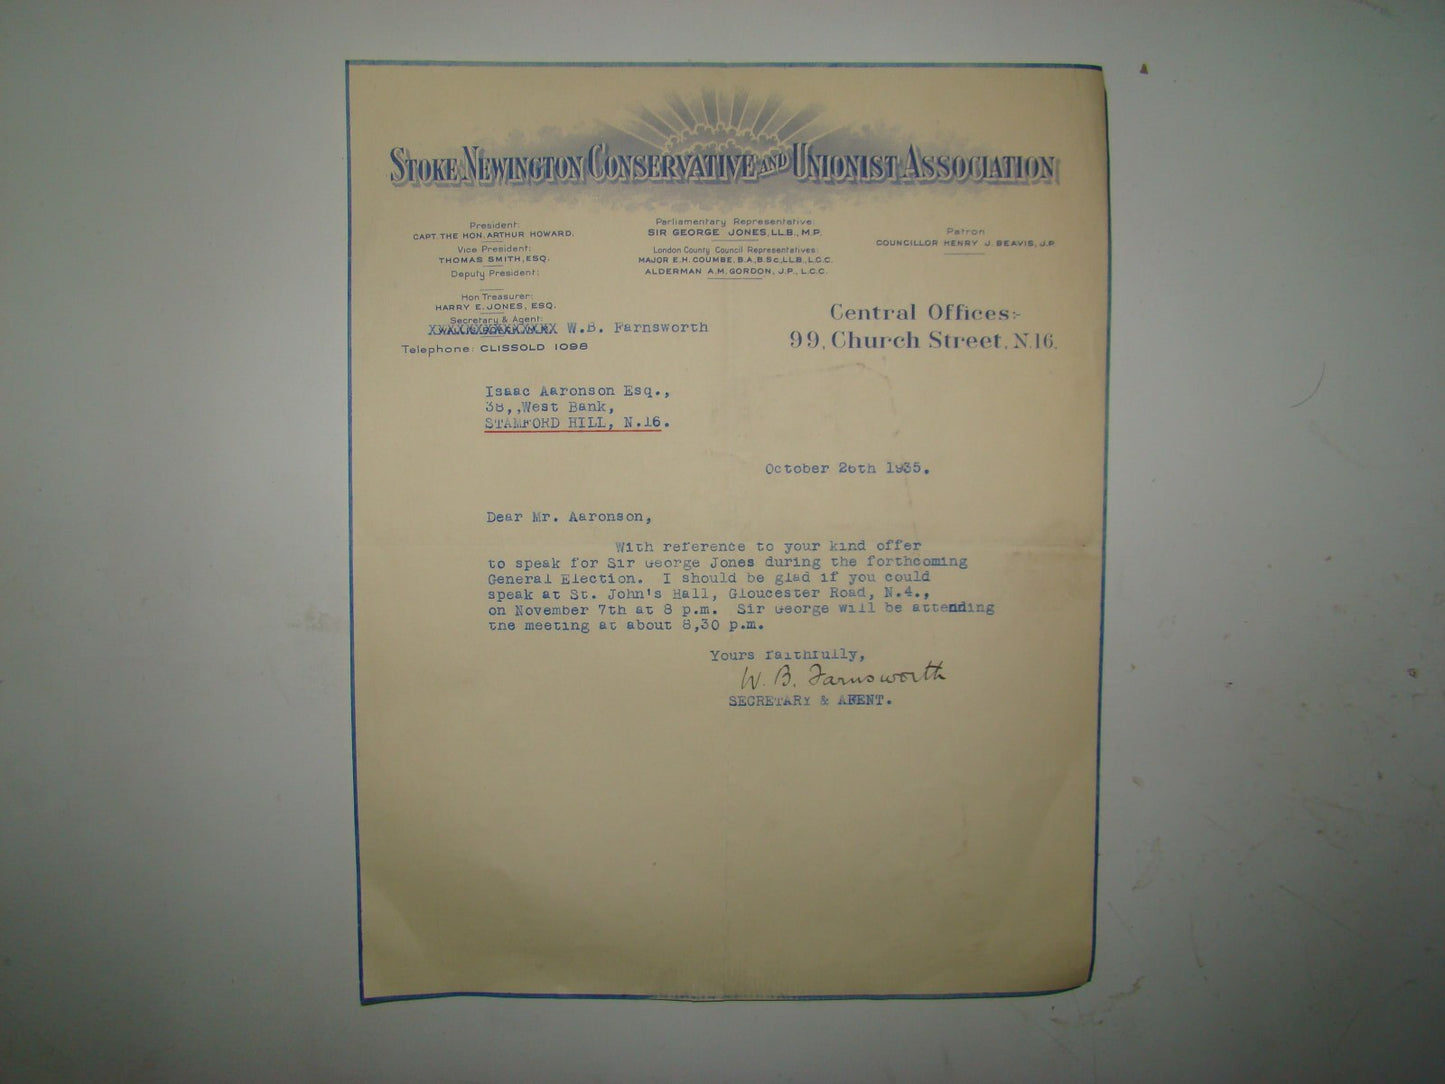 STOKE NEWINGTON CONSERVATIVE AND UNIONIST ASSOCIATION
President:
CAPT. THE HON. ARTHUR HOWARD.
Vice President:
THOMAS SMITH, ESQ.
Deputy President:
Hon Treasurer:
HARRY E. JONES, ESQ.
Secretary & Agent:
W.B. Farnsworth
Telephone: CLISSOLD 1098
Parliamentary Representative:
SIR GEORGE JONES, LL.B., M.P.
London County Council Representatives:
MAJOR E.H. COUMBE, B.A., B.Sc., LL.B., L.C.C.
ALDERMAN A.M. GORDON, J.P., L.C.C.
Patron
COUNCILLOR HENRY J. BEAVIS, J.P.
Central Offices:-
99, Church Street, N.16.
Isaac Aaronson Esq.,
38,,West Bank,
STAMFORD HILL, N.16.
October 26th 1935.
Dear Mr. Aaronson,
With reference to your kind offer
to speak for Sir George Jones during the forthcoming
General Election. I should be glad if you could
speak at St. John's Hall, Gloucester Road, N.4.,
on November 7th at 8 p.m. Sir George will be attending
the meeting at about 8,30 p.m.
Yours faithfully,
W. B. Farnsworth
SECRETARY & AFENT.